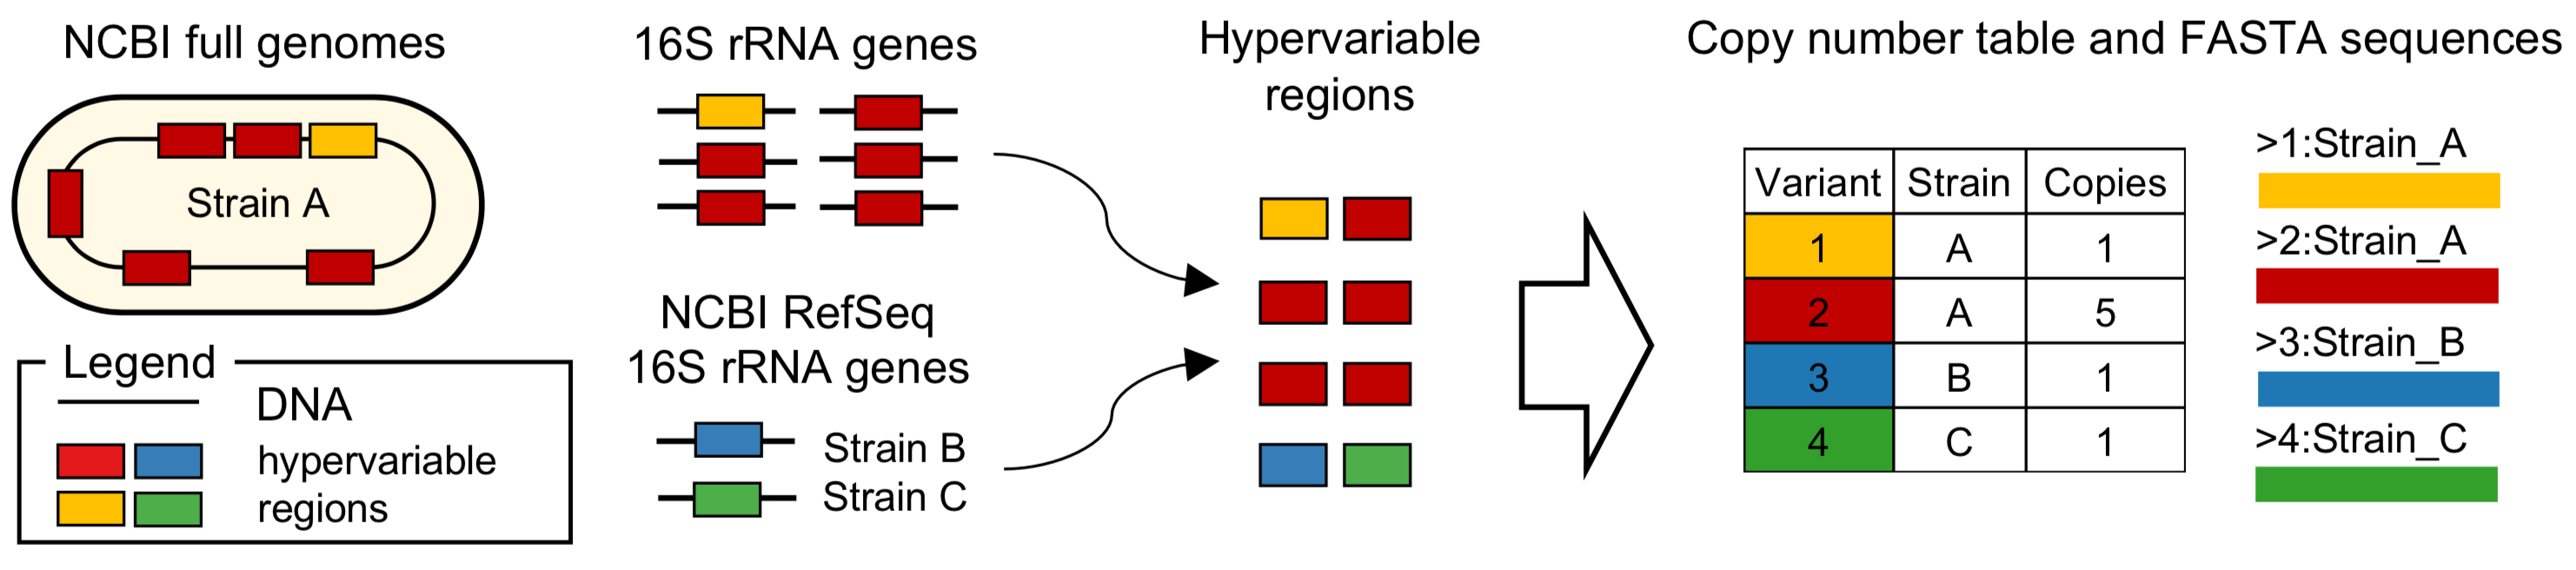 NCBI full genomes
Strain A
Legend
DNA
hypervariable
regions
16S rRNA genes
NCBI RefSeq
16S rRNA genes
Strain B
Strain C
Hypervariable
regions
Copy number table and FASTA sequences
Variant Strain Copies
1 A 1
2 A 5
3 B 1
4 C 1
>1:Strain_A
>2:Strain_A
>3:Strain_B
>4:Strain_C